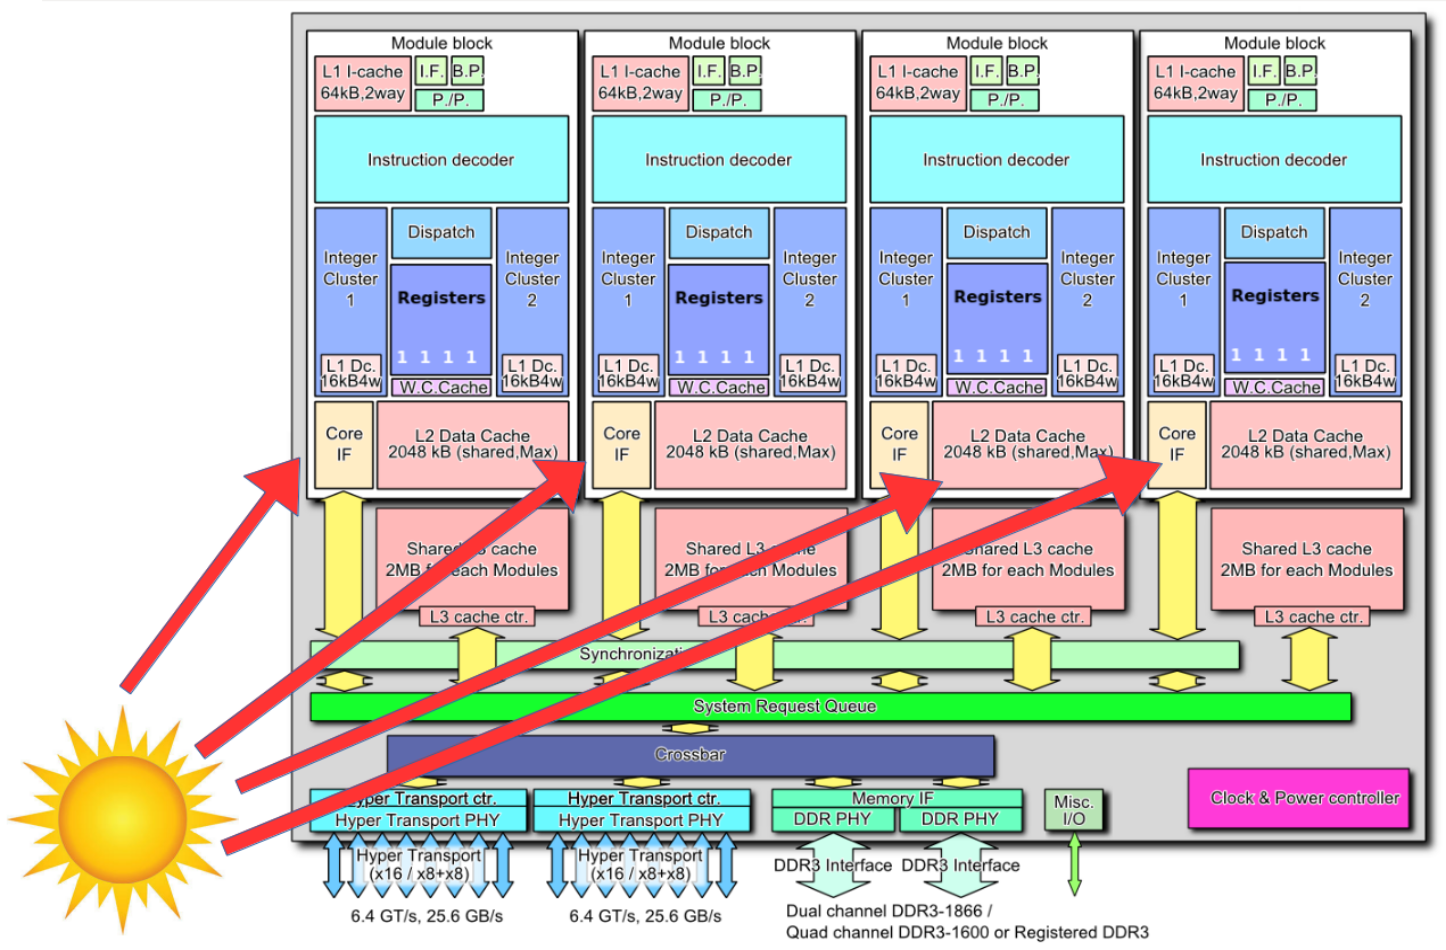 Module block
L1 I-cache
64kB,2way
I.F.
B.P.
P./P.
Instruction decoder
Integer
Cluster
1
Dispatch
Registers
1 1 1 1
Integer
Cluster
2
L1 Dc.
16kB4w
W.C.Cache
L1 Dc.
16kB4w
Core
IF
L2 Data Cache
2048 kB (shared,Max)
Module block
L1 I-cache
64kB,2way
I.F.
B.P.
P./P.
Instruction decoder
Integer
Cluster
1
Dispatch
Registers
1 1 1 1
Integer
Cluster
2
L1 Dc.
16kB4w
W.C.Cache
L1 Dc.
16kB4w
Core
IF
L2 Data Cache
2048 kB (shared,Max)
Module block
L1 I-cache
64kB,2way
I.F.
B.P.
P./P.
Instruction decoder
Integer
Cluster
1
Dispatch
Registers
1 1 1 1
Integer
Cluster
2
L1 Dc.
16kB4w
W.C.Cache
L1 Dc.
16kB4w
Core
IF
L2 Data Cache
2048 kB (shared,Max)
Module block
L1 I-cache
64kB,2way
I.F.
B.P.
P./P.
Instruction decoder
Integer
Cluster
1
Dispatch
Registers
1 1 1 1
Integer
Cluster
2
L1 Dc.
16kB4w
W.C.Cache
L1 Dc.
16kB4w
Core
IF
L2 Data Cache
2048 kB (shared,Max)
Shared L3 cache
2MB for each Modules
L3 cache ctr.
Shared L3 cache
2MB for each Modules
L3 cache ctr.
Shared L3 cache
2MB for each Modules
L3 cache ctr.
Shared L3 cache
2MB for each Modules
L3 cache ctr.
Synchronization
System Request Queue
Crossbar
Hyper Transport ctr.
Hyper Transport PHY
Hyper Transport ctr.
Hyper Transport PHY
Memory IF
DDR PHY
DDR PHY
Misc.
I/O
Clock & Power controller
Hyper Transport
(x16 / x8+x8)
6.4 GT/s, 25.6 GB/s
Hyper Transport
(x16 / x8+x8)
6.4 GT/s, 25.6 GB/s
DDR3 Interface
DDR3 Interface
Dual channel DDR3-1866 /
Quad channel DDR3-1600 or Registered DDR3